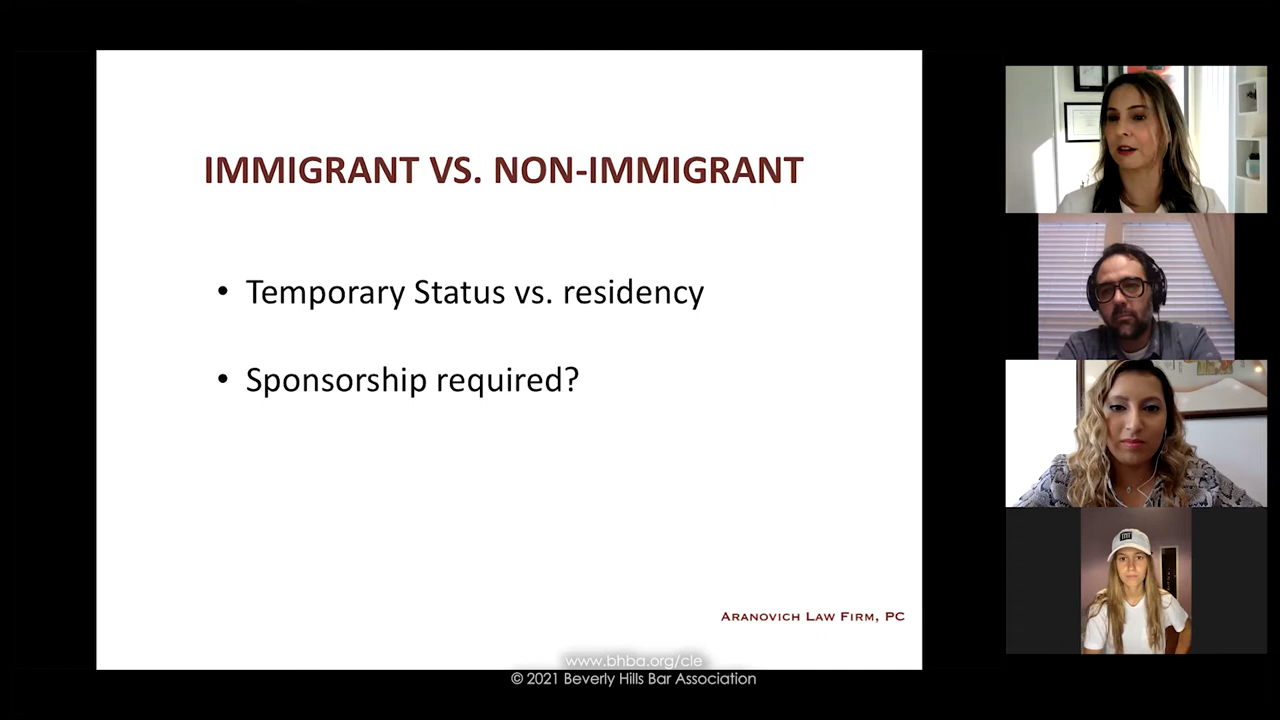 IMMIGRANT VS. NON-IMMIGRANT
• Temporary Status vs. residency
• Sponsorship required?
ARANOVICH LAW FIRM, PC
www.bhba.org/cle
© 2021 Beverly Hills Bar Association